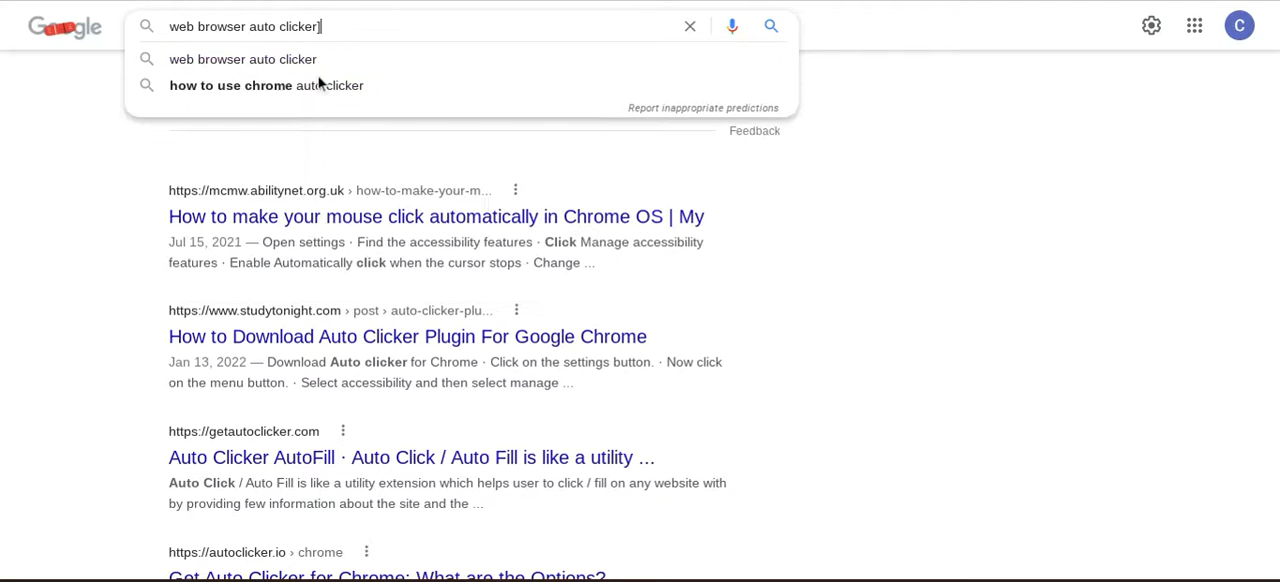 Google
web browser auto clicker]
C
web browser auto clicker
how to use chrome autoclicker
Report inappropriate predictions
Feedback
https://mcmw.abilitynet.org.uk › how-to-make-your-m...
How to make your mouse click automatically in Chrome OS | My
Jul 15, 2021 — Open settings · Find the accessibility features · Click Manage accessibility
features · Enable Automatically click when the cursor stops · Change ...
https://www.studytonight.com › post › auto-clicker-plu...
How to Download Auto Clicker Plugin For Google Chrome
Jan 13, 2022 — Download Auto clicker for Chrome · Click on the settings button. · Now click
on the menu button. · Select accessibility and then select manage ...
https://getautoclicker.com
Auto Clicker AutoFill · Auto Click / Auto Fill is like a utility ...
Auto Click / Auto Fill is like a utility extension which helps user to click / fill on any website with
by providing few information about the site and the ...
https://autoclicker.io › chrome
Get Auto Clicker for Chrome: What are the Options?